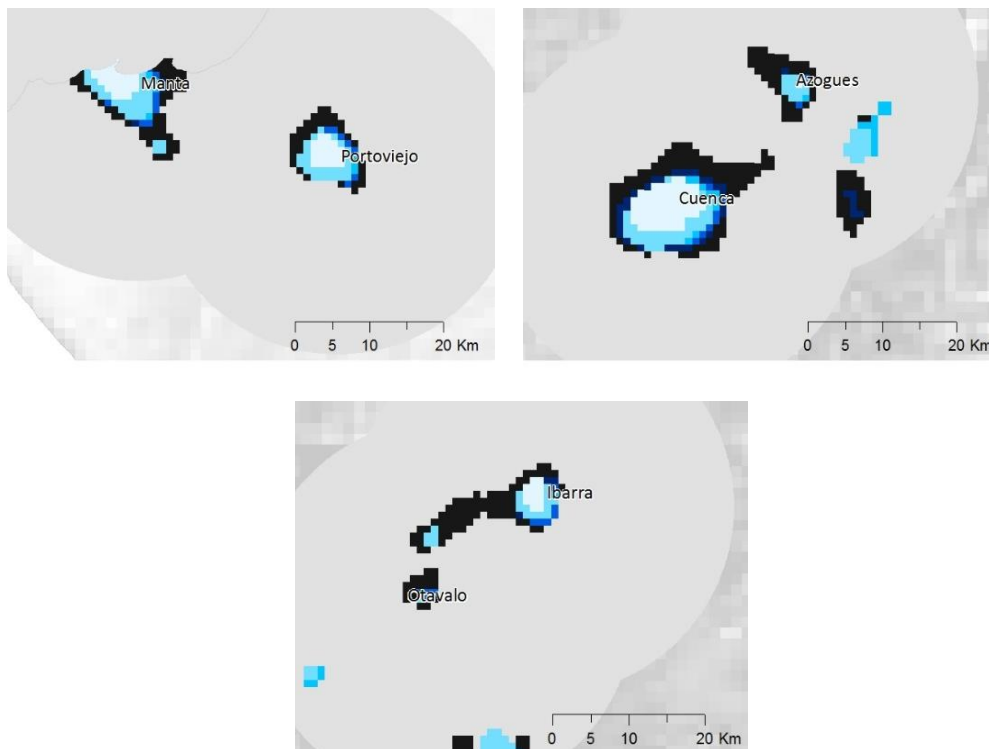 Manta
Portoviejo
0 5 10 20 Km
Azogues
Cuenca
0 5 10 20 Km
Ibarra
Otavalo
0 5 10 20 Km